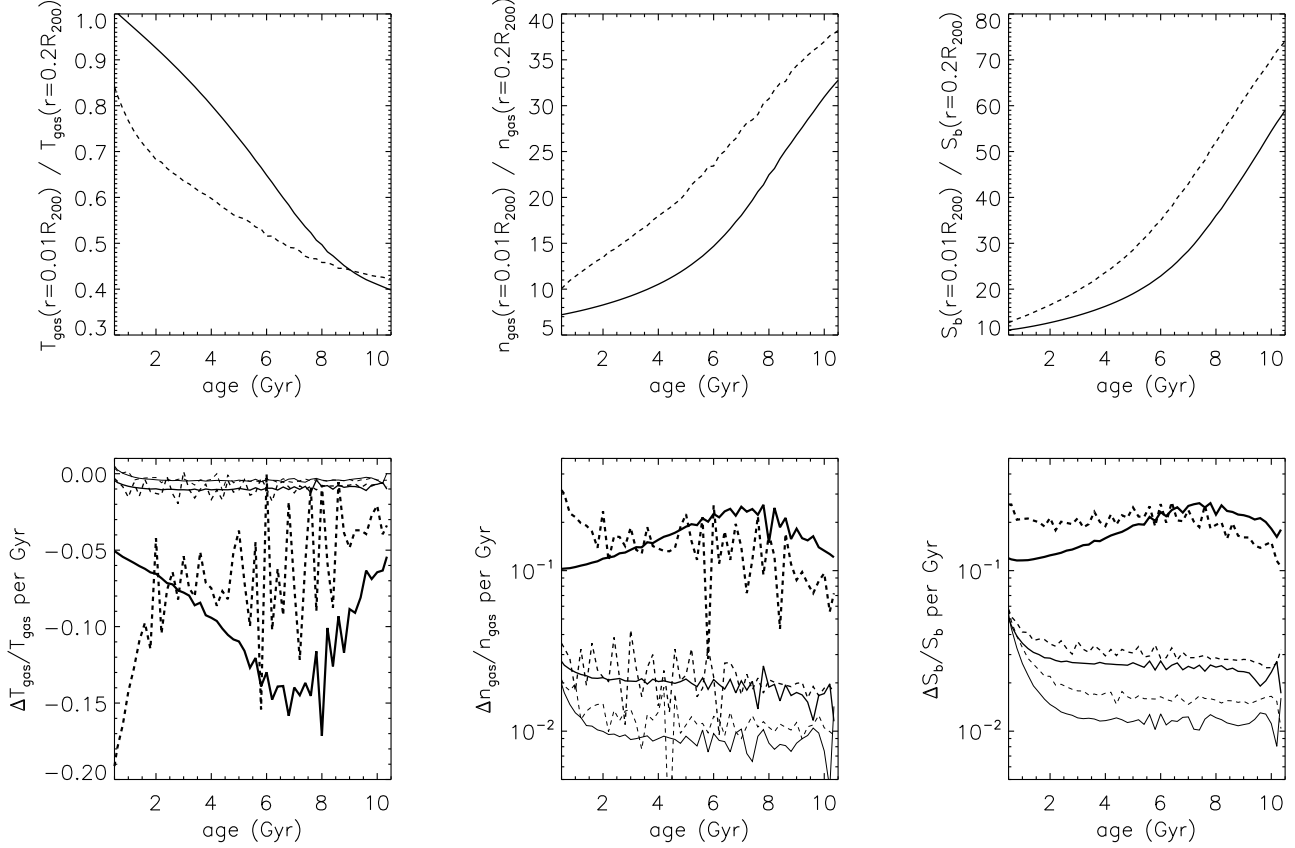 T_gas(r=0.01R_200) / T_gas(r=0.2R_200)
1.0
0.9
0.8
0.7
0.6
0.5
0.4
0.3
2 4 6 8 10
age (Gyr)
n_gas(r=0.01R_200) / n_gas(r=0.2R_200)
40
35
30
25
20
15
10
5
2 4 6 8 10
age (Gyr)
S_b(r=0.01R_200) / S_b(r=0.2R_200)
80
70
60
50
40
30
20
10
2 4 6 8 10
age (Gyr)
ΔT_gas/T_gas per Gyr
0.00
−0.05
−0.10
−0.15
−0.20
2 4 6 8 10
age (Gyr)
Δn_gas/n_gas per Gyr
10^−1
10^−2
2 4 6 8 10
age (Gyr)
ΔS_b/S_b per Gyr
10^−1
10^−2
2 4 6 8 10
age (Gyr)